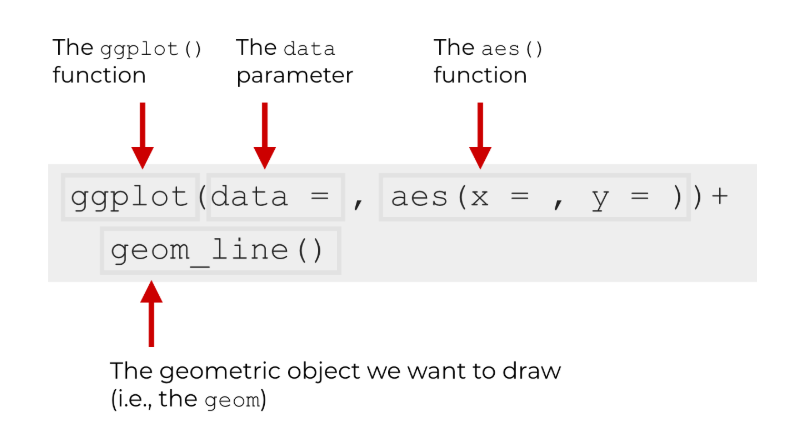 The ggplot() The data The aes()
function parameter function
ggplot(data = , aes(x = , y = ))+
geom_line()
The geometric object we want to draw
(i.e., the geom)